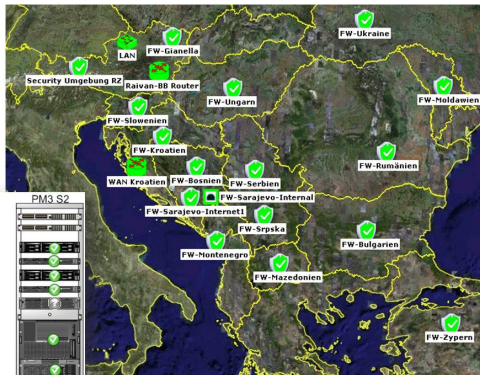 FW-Ukraine
FW-Gianella
LAN
Security Umgebung RZ
Raivan-BB Router
FW-Moldawien
FW-Ungarn
FW-Slowenien
FW-Kroatien
FW-Rumänien
FW-Bosnien
FW-Serbien
WAN Kroatien
FW-Sarajevo-Internal
PM3 S2
FW-Sarajevo-Internet1
FW-Srpska
FW-Bulgarien
FW-Montenegro
FW-Mazedonien
FW-Zypern